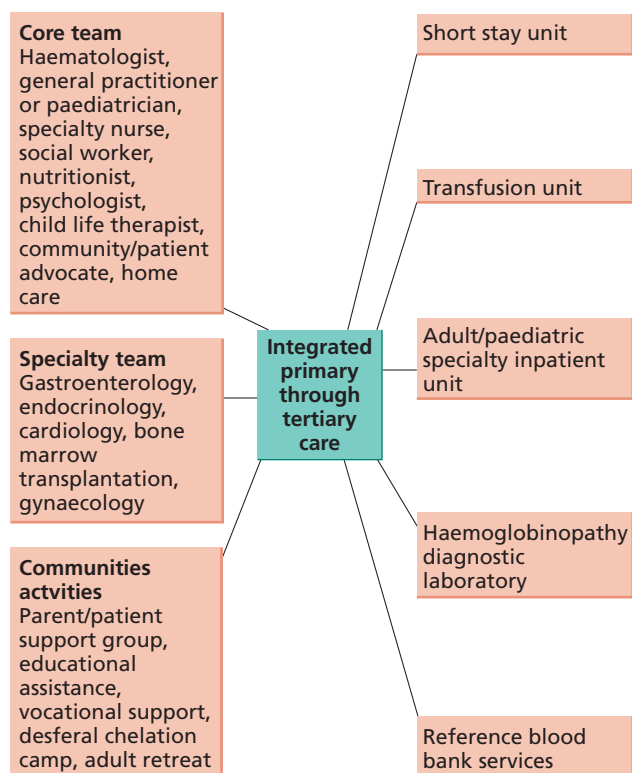 Core team
Haematologist,
general practitioner
or paediatrician,
specialty nurse,
social worker,
nutritionist,
psychologist,
child life therapist,
community/patient
advocate, home
care
Specialty team
Gastroenterology,
endocrinology,
cardiology, bone
marrow
transplantation,
gynaecology
Communities
actvities
Parent/patient
support group,
educational
assistance,
vocational support,
desferal chelation
camp, adult retreat
Integrated
primary
through
tertiary
care
Short stay unit
Transfusion unit
Adult/paediatric
specialty inpatient
unit
Haemoglobinopathy
diagnostic
laboratory
Reference blood
bank services